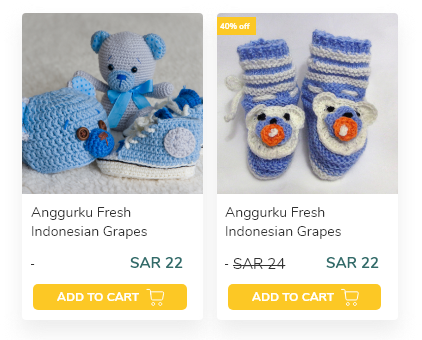 40% off
Anggurku Fresh
Indonesian Grapes
- SAR 22
ADD TO CART
Anggurku Fresh
Indonesian Grapes
- SAR 24 SAR 22
ADD TO CART